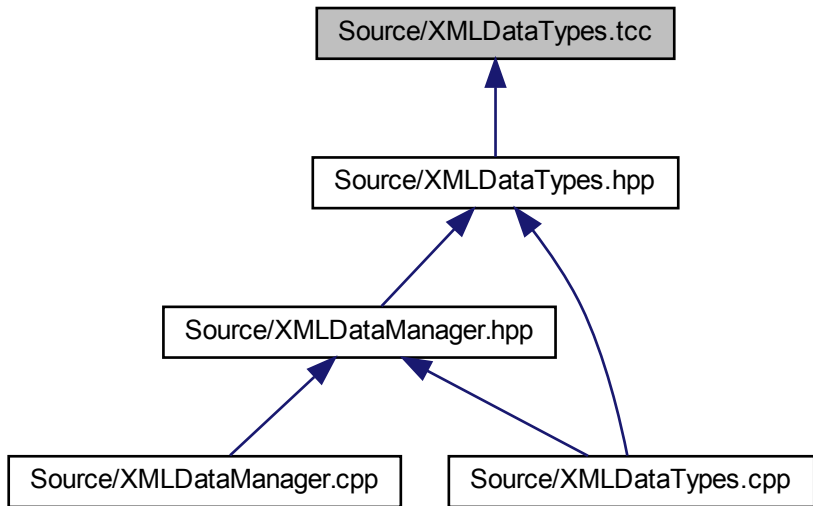 Source/XMLDataTypes.tcc
Source/XMLDataTypes.hpp
Source/XMLDataManager.hpp
Source/XMLDataManager.cpp
Source/XMLDataTypes.cpp